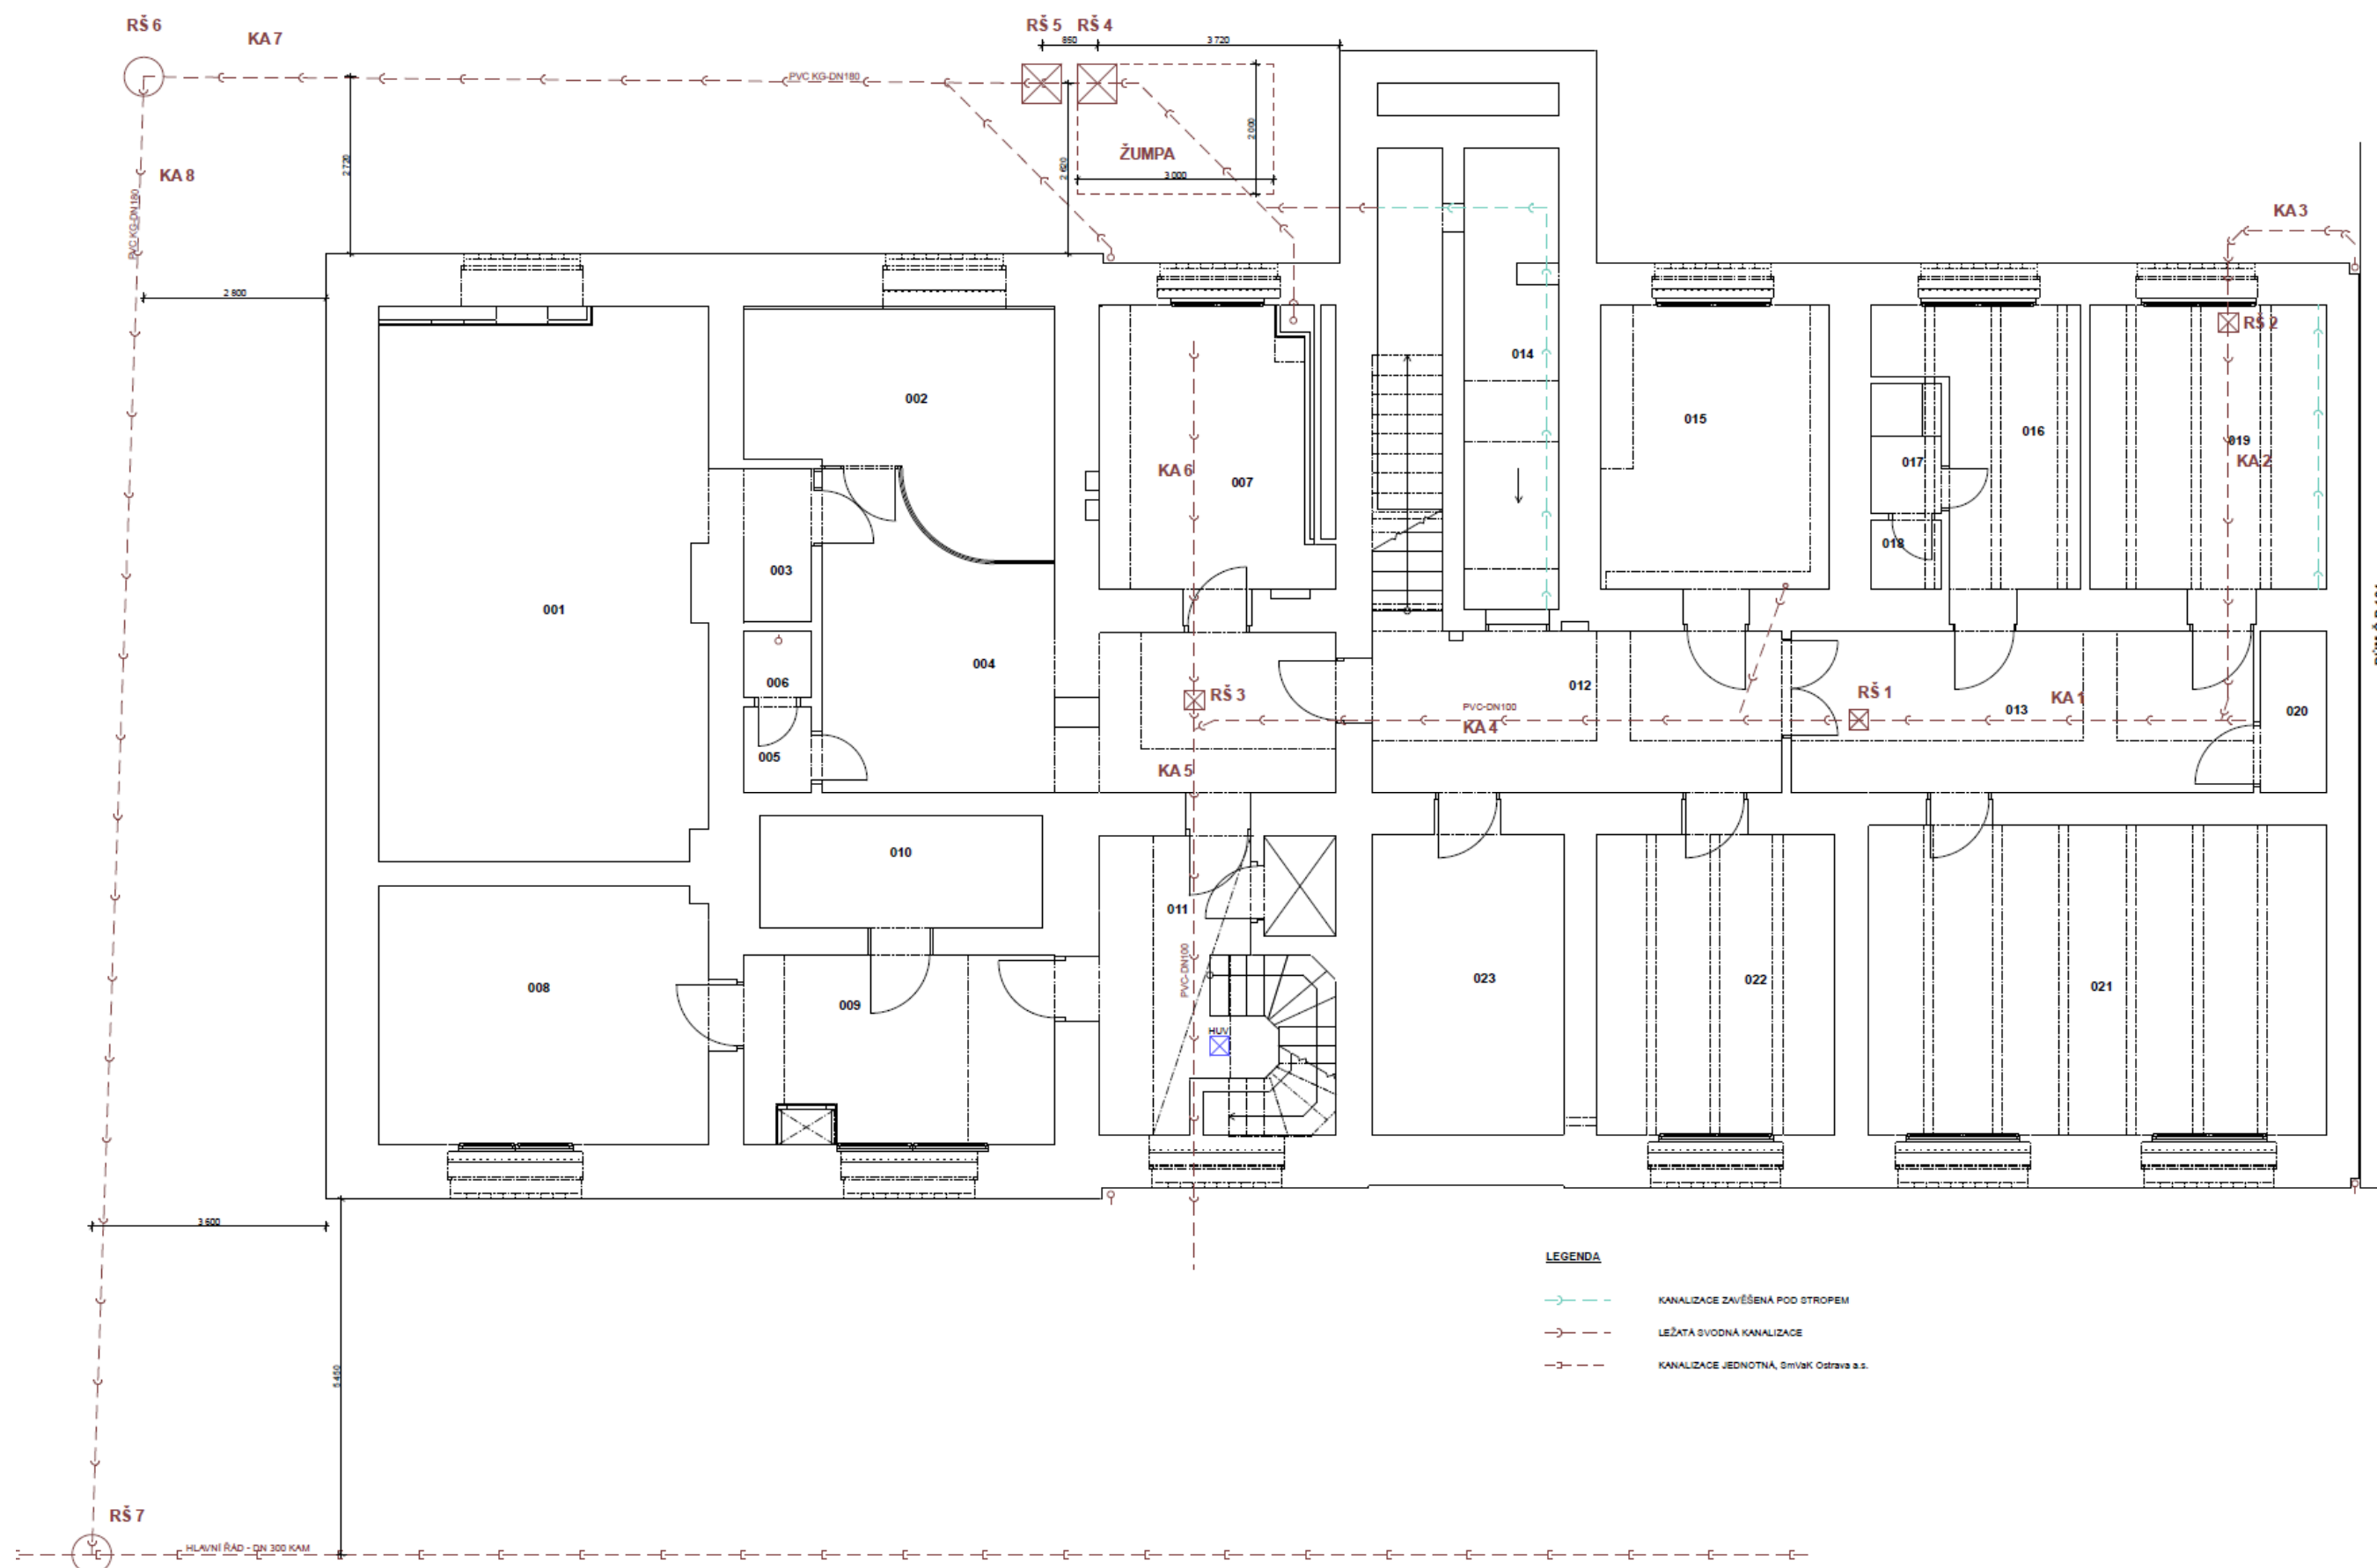 RŠ 6
KA 7
RŠ 5 RŠ 4
850
3 720
PVC KG-DN180
KA 8
PVC KG-DN180
2 720
2 620
ŽUMPA
2 000
3 000
KA 3
2 800
RŠ 2
014
002
015
016
019
KA 6
007
017
KA 2
018
003
001
004
006
RŠ 3
012
RŠ 1
PVC-DN100
KA 4
013
KA 1
020
005
KA 5
010
011
PVC-DN100
008
009
023
022
021
HUV
3 600
5 450
LEGENDA
KANALIZACE ZAVĚŠENÁ POD STROPEM
LEŽATÁ SVODNÁ KANALIZACE
KANALIZACE JEDNOTNÁ, SmVaK Ostrava a.s.
RŠ 7
HLAVNÍ ŘÁD - DN 300 KAM